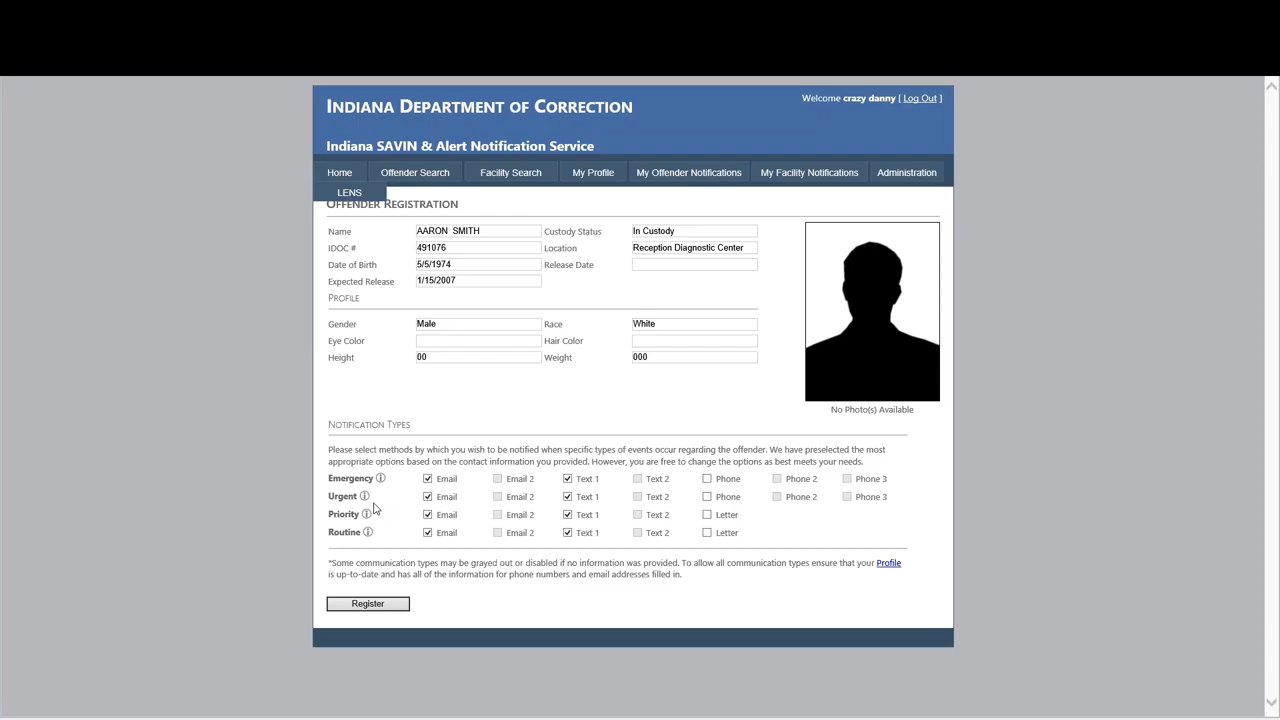 INDIANA DEPARTMENT OF CORRECTION
Welcome crazy danny [ Log Out ]
Indiana SAVIN & Alert Notification Service
Home Offender Search Facility Search My Profile My Offender Notifications My Facility Notifications Administration
LENS
OFFENDER REGISTRATION
Name AARON SMITH Custody Status In Custody
IDOC # 491076 Location Reception Diagnostic Center
Date of Birth 5/5/1974 Release Date
Expected Release 1/15/2007
PROFILE
Gender Male Race White
Eye Color Hair Color
Height 00 Weight 000
No Photo(s) Available
NOTIFICATION TYPES
Please select methods by which you wish to be notified when specific types of events occur regarding the offender. We have preselected the most
appropriate options based on the contact information you provided. However, you are free to change the options as best meets your needs.
Emergency Email Email 2 Text 1 Text 2 Phone Phone 2 Phone 3
Urgent Email Email 2 Text 1 Text 2 Phone Phone 2 Phone 3
Priority Email Email 2 Text 1 Text 2 Letter
Routine Email Email 2 Text 1 Text 2 Letter
*Some communication types may be grayed out or disabled if no information was provided. To allow all communication types ensure that your Profile
is up-to-date and has all of the information for phone numbers and email addresses filled in.
Register